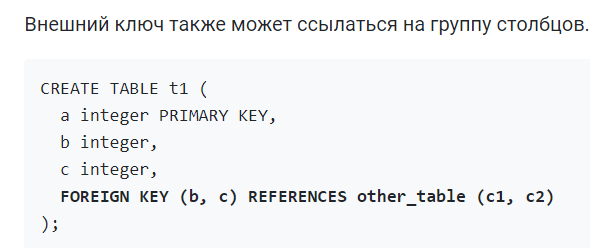 Внешний ключ также может ссылаться на группу столбцов.
CREATE TABLE t1 (
  a integer PRIMARY KEY,
  b integer,
  c integer,
  FOREIGN KEY (b, c) REFERENCES other_table (c1, c2)
);